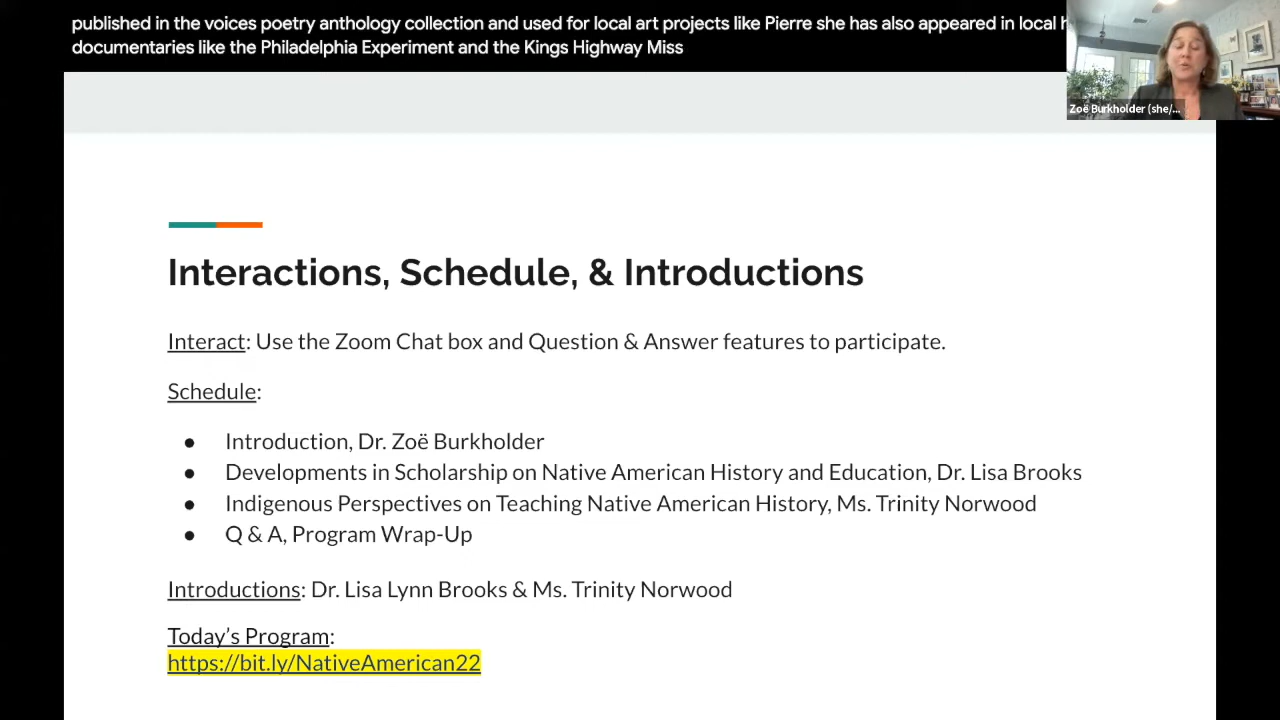 published in the voices poetry anthology collection and used for local art projects like Pierre she has also appeared in local
documentaries like the Philadelphia Experiment and the Kings Highway Miss
Zoë Burkholder (she/...
Interactions, Schedule, & Introductions
Interact: Use the Zoom Chat box and Question & Answer features to participate.
Schedule:
● Introduction, Dr. Zoë Burkholder
● Developments in Scholarship on Native American History and Education, Dr. Lisa Brooks
● Indigenous Perspectives on Teaching Native American History, Ms. Trinity Norwood
● Q & A, Program Wrap-Up
Introductions: Dr. Lisa Lynn Brooks & Ms. Trinity Norwood
Today's Program:
https://bit.ly/NativeAmerican22